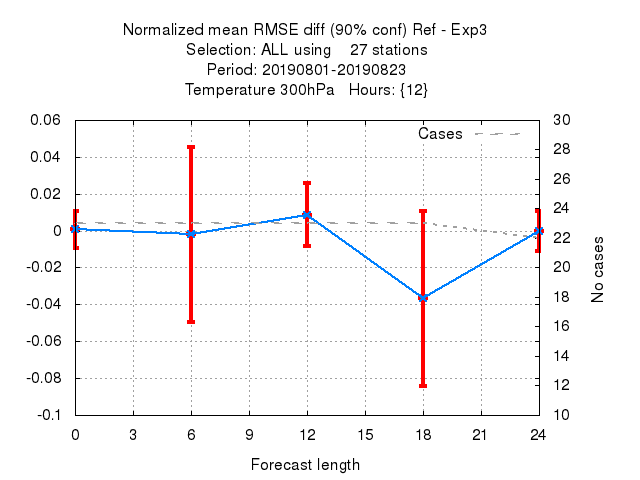 Normalized mean RMSE diff (90% conf) Ref - Exp3
Selection: ALL using    27 stations
Period: 20190801-20190823
Temperature 300hPa   Hours: {12}
Cases
0.06
0.04
0.02
0
-0.02
-0.04
-0.06
-0.08
-0.1
30
28
26
24
22
20
18
16
14
12
10
No cases
0 3 6 9 12 15 18 21 24
Forecast length